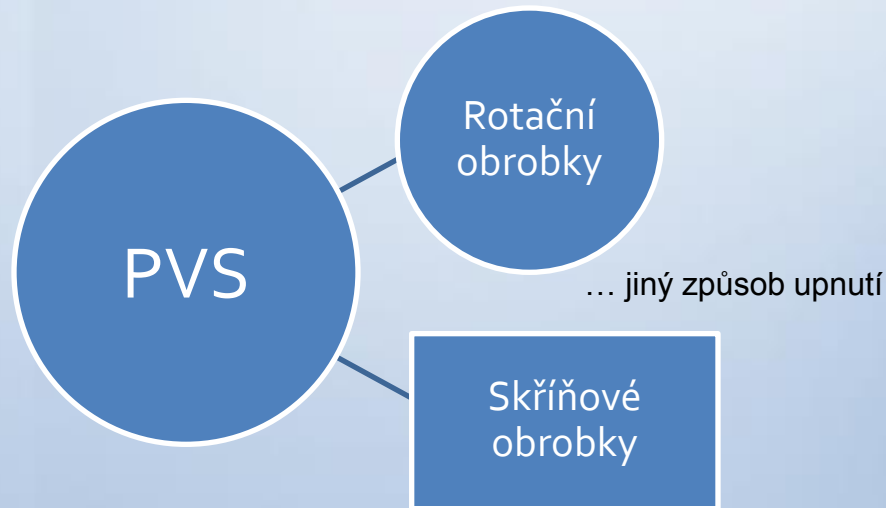 PVS
Rotační
obrobky
… jiný způsob upnutí
Skříňové
obrobky